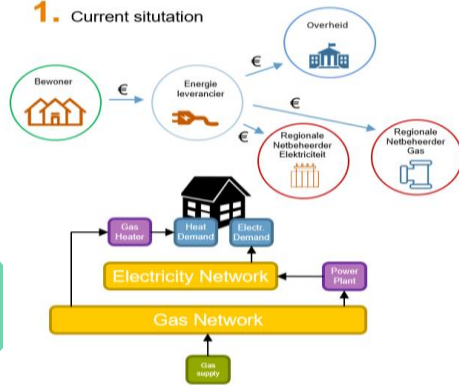 1. Current situtation
Overheid
€
Bewoner
€
Energie
leverancier
€
€
Regionale
Netbeheerder
Elektriciteit
Regionale
Netbeheerder
Gas
Gas
Heater
Heat
Demand
Electr.
Demand
Electricity Network
Power
Plant
Gas Network
Gas
supply